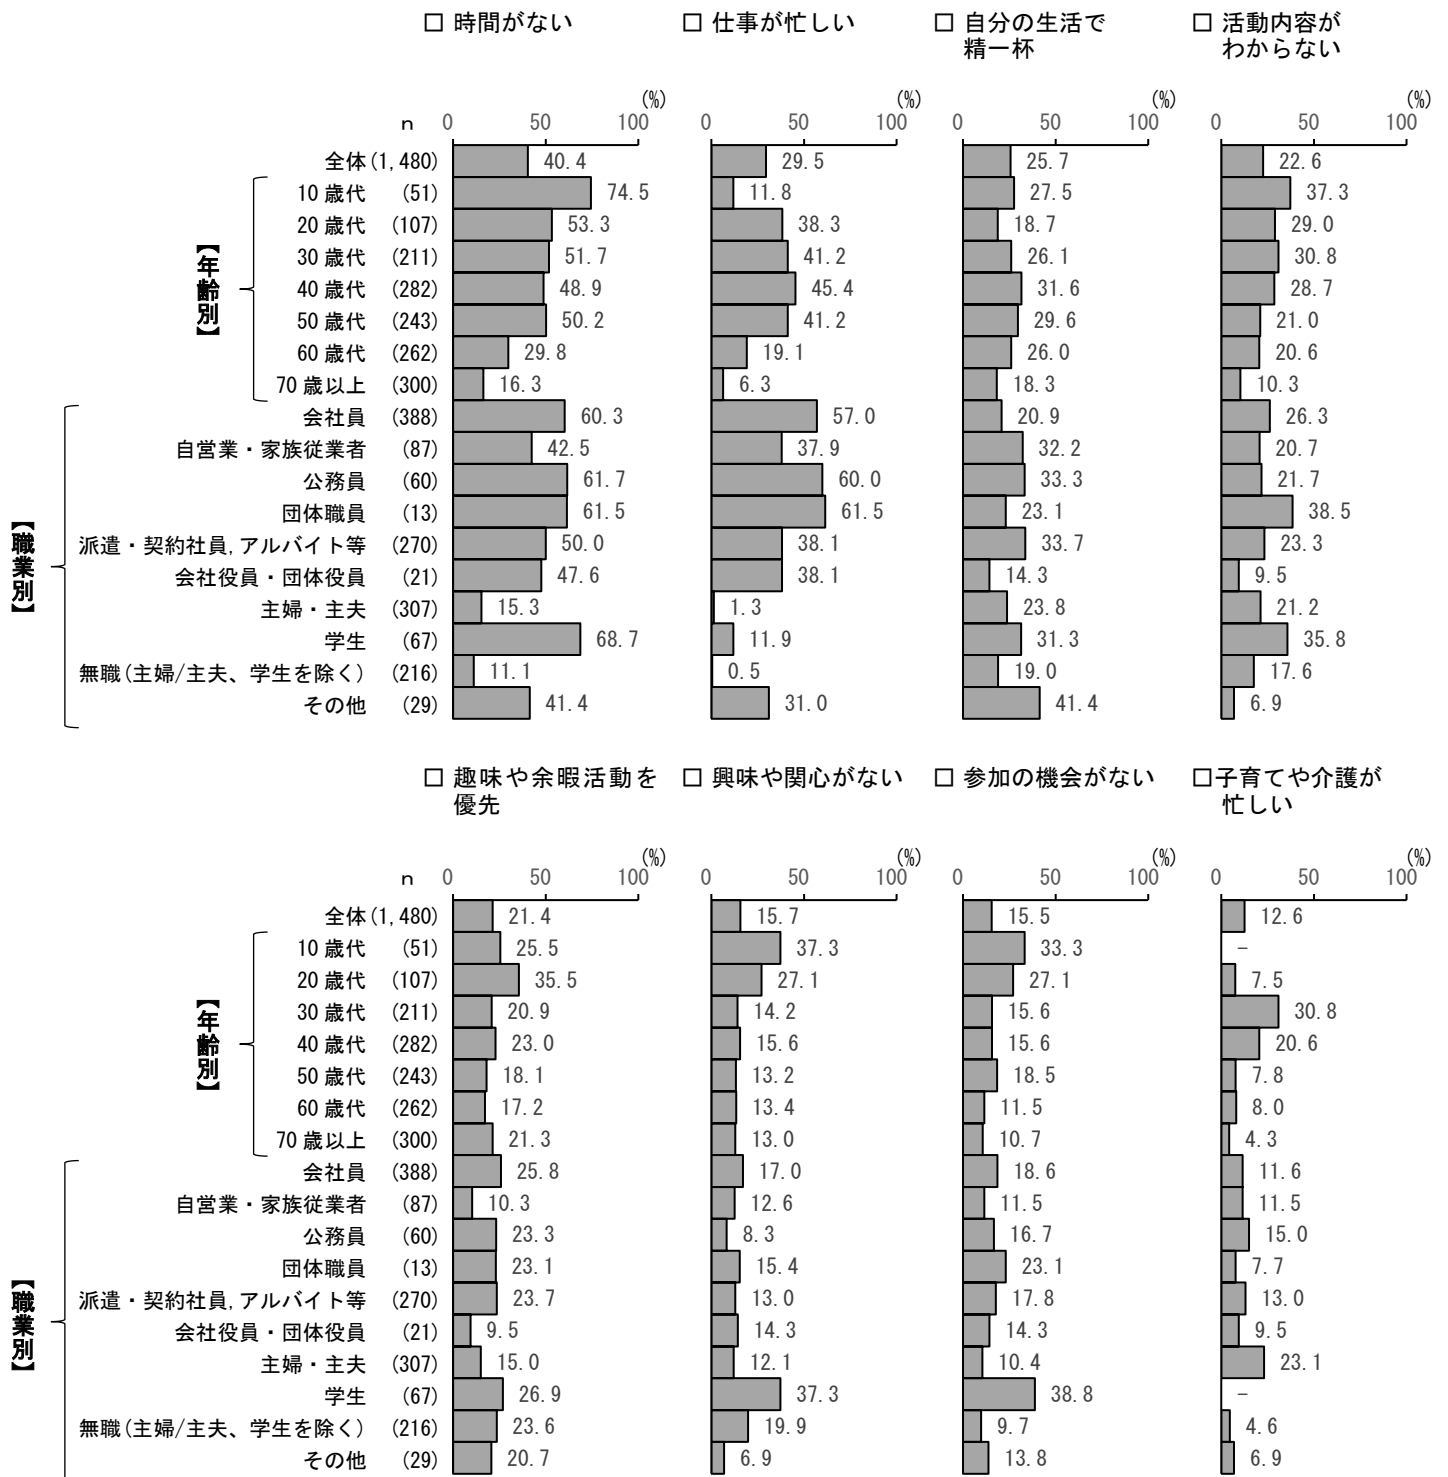 □ 時間がない □ 仕事が忙しい □ 自分の生活で精一杯 □ 活動内容がわからない
(%) (%) (%) (%)
n 0 50 100 0 50 100 0 50 100 0 50 100
全体(1,480) 40.4 29.5 25.7 22.6
【年齢別】
10歳代 (51) 74.5 11.8 27.5 37.3
20歳代 (107) 53.3 38.3 18.7 29.0
30歳代 (211) 51.7 41.2 26.1 30.8
40歳代 (282) 48.9 45.4 31.6 28.7
50歳代 (243) 50.2 41.2 29.6 21.0
60歳代 (262) 29.8 19.1 26.0 20.6
70歳以上 (300) 16.3 6.3 18.3 10.3
【職業別】
会社員 (388) 60.3 57.0 20.9 26.3
自営業・家族従業者 (87) 42.5 37.9 32.2 20.7
公務員 (60) 61.7 60.0 33.3 21.7
団体職員 (13) 61.5 61.5 23.1 38.5
派遣・契約社員,アルバイト等 (270) 50.0 38.1 33.7 23.3
会社役員・団体役員 (21) 47.6 38.1 14.3 9.5
主婦・主夫 (307) 15.3 1.3 23.8 21.2
学生 (67) 68.7 11.9 31.3 35.8
無職(主婦/主夫、学生を除く) (216) 11.1 0.5 19.0 17.6
その他 (29) 41.4 31.0 41.4 6.9
□ 趣味や余暇活動を優先 □ 興味や関心がない □ 参加の機会がない □子育てや介護が忙しい
(%) (%) (%) (%)
n 0 50 100 0 50 100 0 50 100 0 50 100
全体(1,480) 21.4 15.7 15.5 12.6
【年齢別】
10歳代 (51) 25.5 37.3 33.3 -
20歳代 (107) 35.5 27.1 27.1 7.5
30歳代 (211) 20.9 14.2 15.6 30.8
40歳代 (282) 23.0 15.6 15.6 20.6
50歳代 (243) 18.1 13.2 18.5 7.8
60歳代 (262) 17.2 13.4 11.5 8.0
70歳以上 (300) 21.3 13.0 10.7 4.3
【職業別】
会社員 (388) 25.8 17.0 18.6 11.6
自営業・家族従業者 (87) 10.3 12.6 11.5 11.5
公務員 (60) 23.3 8.3 16.7 15.0
団体職員 (13) 23.1 15.4 23.1 7.7
派遣・契約社員,アルバイト等 (270) 23.7 13.0 17.8 13.0
会社役員・団体役員 (21) 9.5 14.3 14.3 9.5
主婦・主夫 (307) 15.0 12.1 10.4 23.1
学生 (67) 26.9 37.3 38.8 -
無職(主婦/主夫、学生を除く) (216) 23.6 19.9 9.7 4.6
その他 (29) 20.7 6.9 13.8 6.9